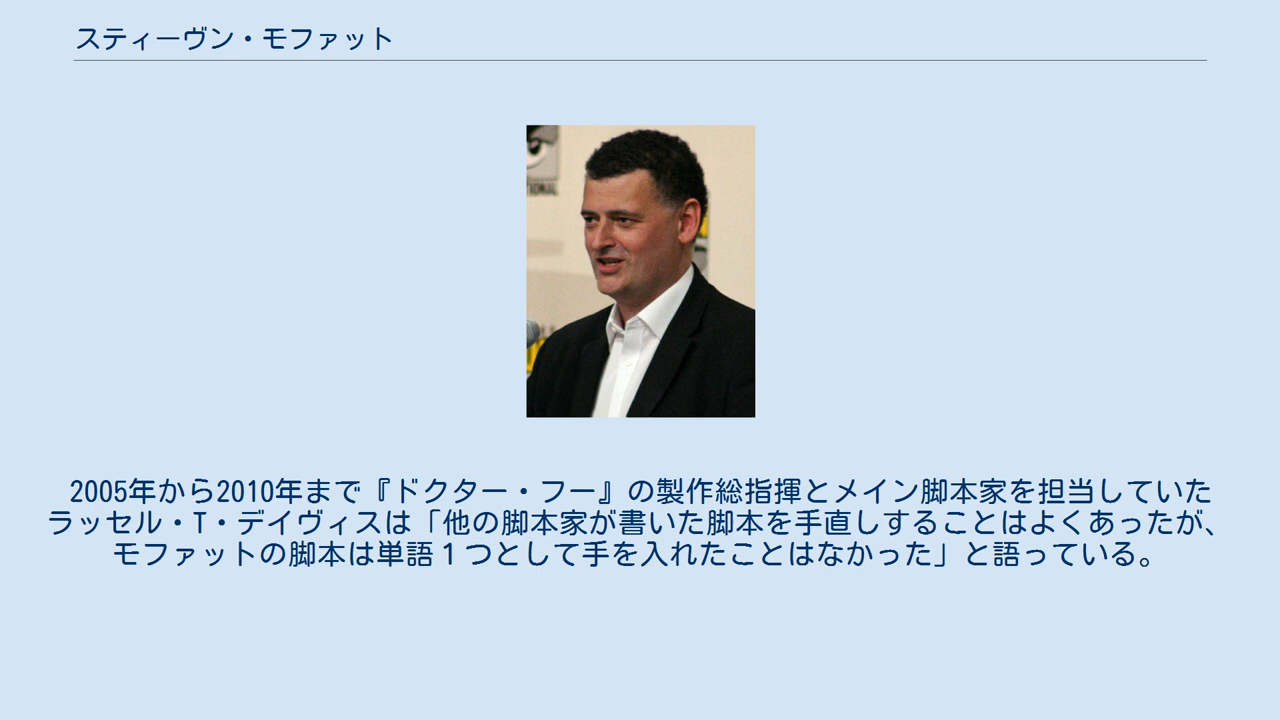 スティーヴン・モファット
TIONAL
2005年から2010年まで『ドクター・フー』の製作総指揮とメイン脚本家を担当していた
ラッセル・T・デイヴィスは「他の脚本家が書いた脚本を手直しすることはよくあったが、
モファットの脚本は単語１つとして手を入れたことはなかった」と語っている。